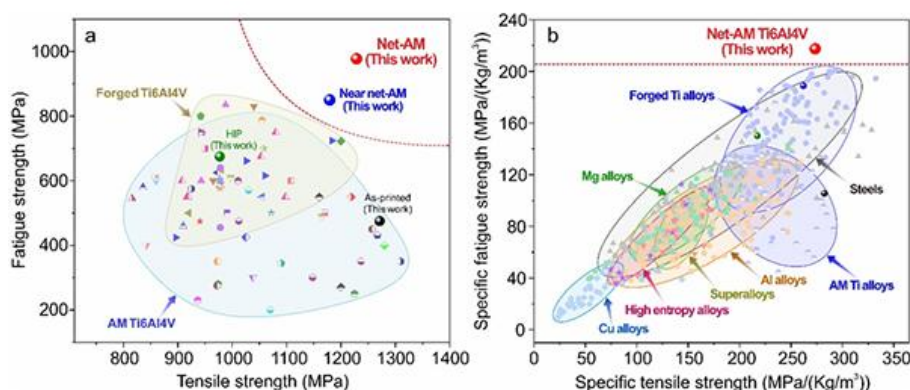 a
Net-AM
(This work)
Near net-AM
(This work)
Forged Ti6Al4V
HIP
(This work)
As-printed
(This work)
AM Ti6Al4V
Fatigue strength (MPa)
1000
800
600
400
200
800
900
1000
1100
1200
1300
1400
Tensile strength (MPa)
b
Net-AM Ti6Al4V
(This work)
Forged Ti alloys
Mg alloys
Steels
Al alloys
AM Ti alloys
Superalloys
High entropy alloys
Cu alloys
Specific fatigue strength (MPa/(Kg/m³)
240
200
160
120
80
40
0
0
50
100
150
200
250
300
350
Specific tensile strength (MPa/(Kg/m³)